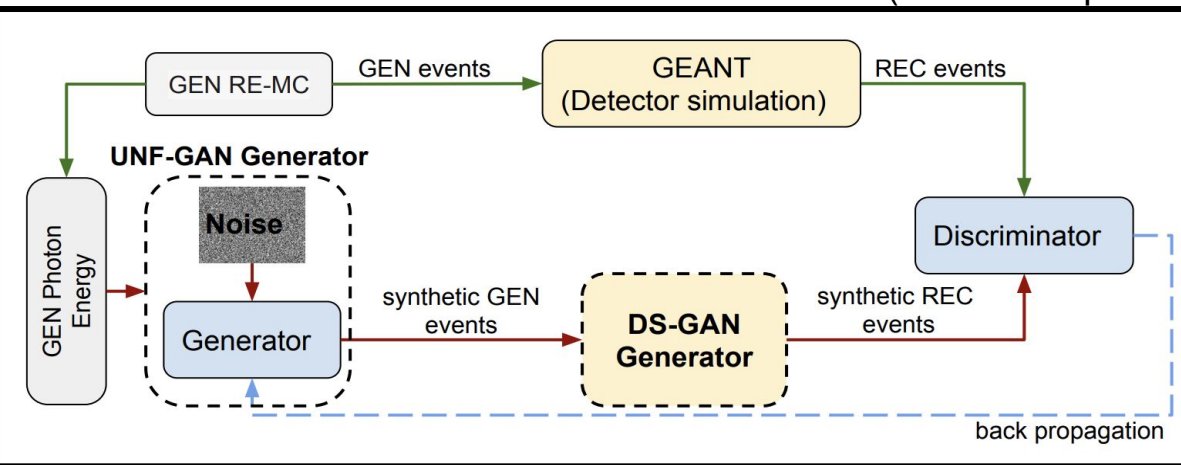 GEN RE-MC
GEN events
GEANT
(Detector simulation)
REC events
UNF-GAN Generator
Noise
GEN Photon
Energy
Generator
synthetic GEN
events
DS-GAN
Generator
synthetic REC
events
Discriminator
back propagation